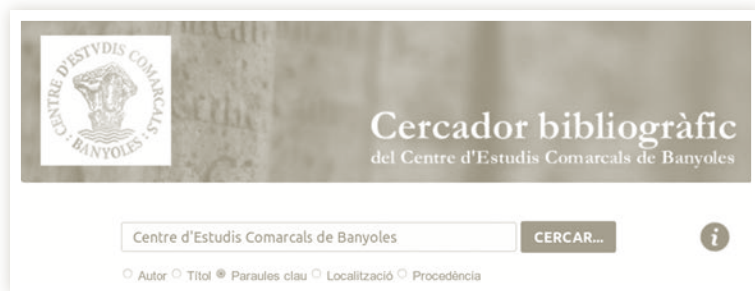 CENTRE D'ESTVDIS COMARCALS
: BANYOLES :
Cercador bibliogràfic
del Centre d'Estudis Comarcals de Banyoles
Centre d'Estudis Comarcals de Banyoles
CERCAR...
i
Autor Títol Paraules clau Localització Procedència